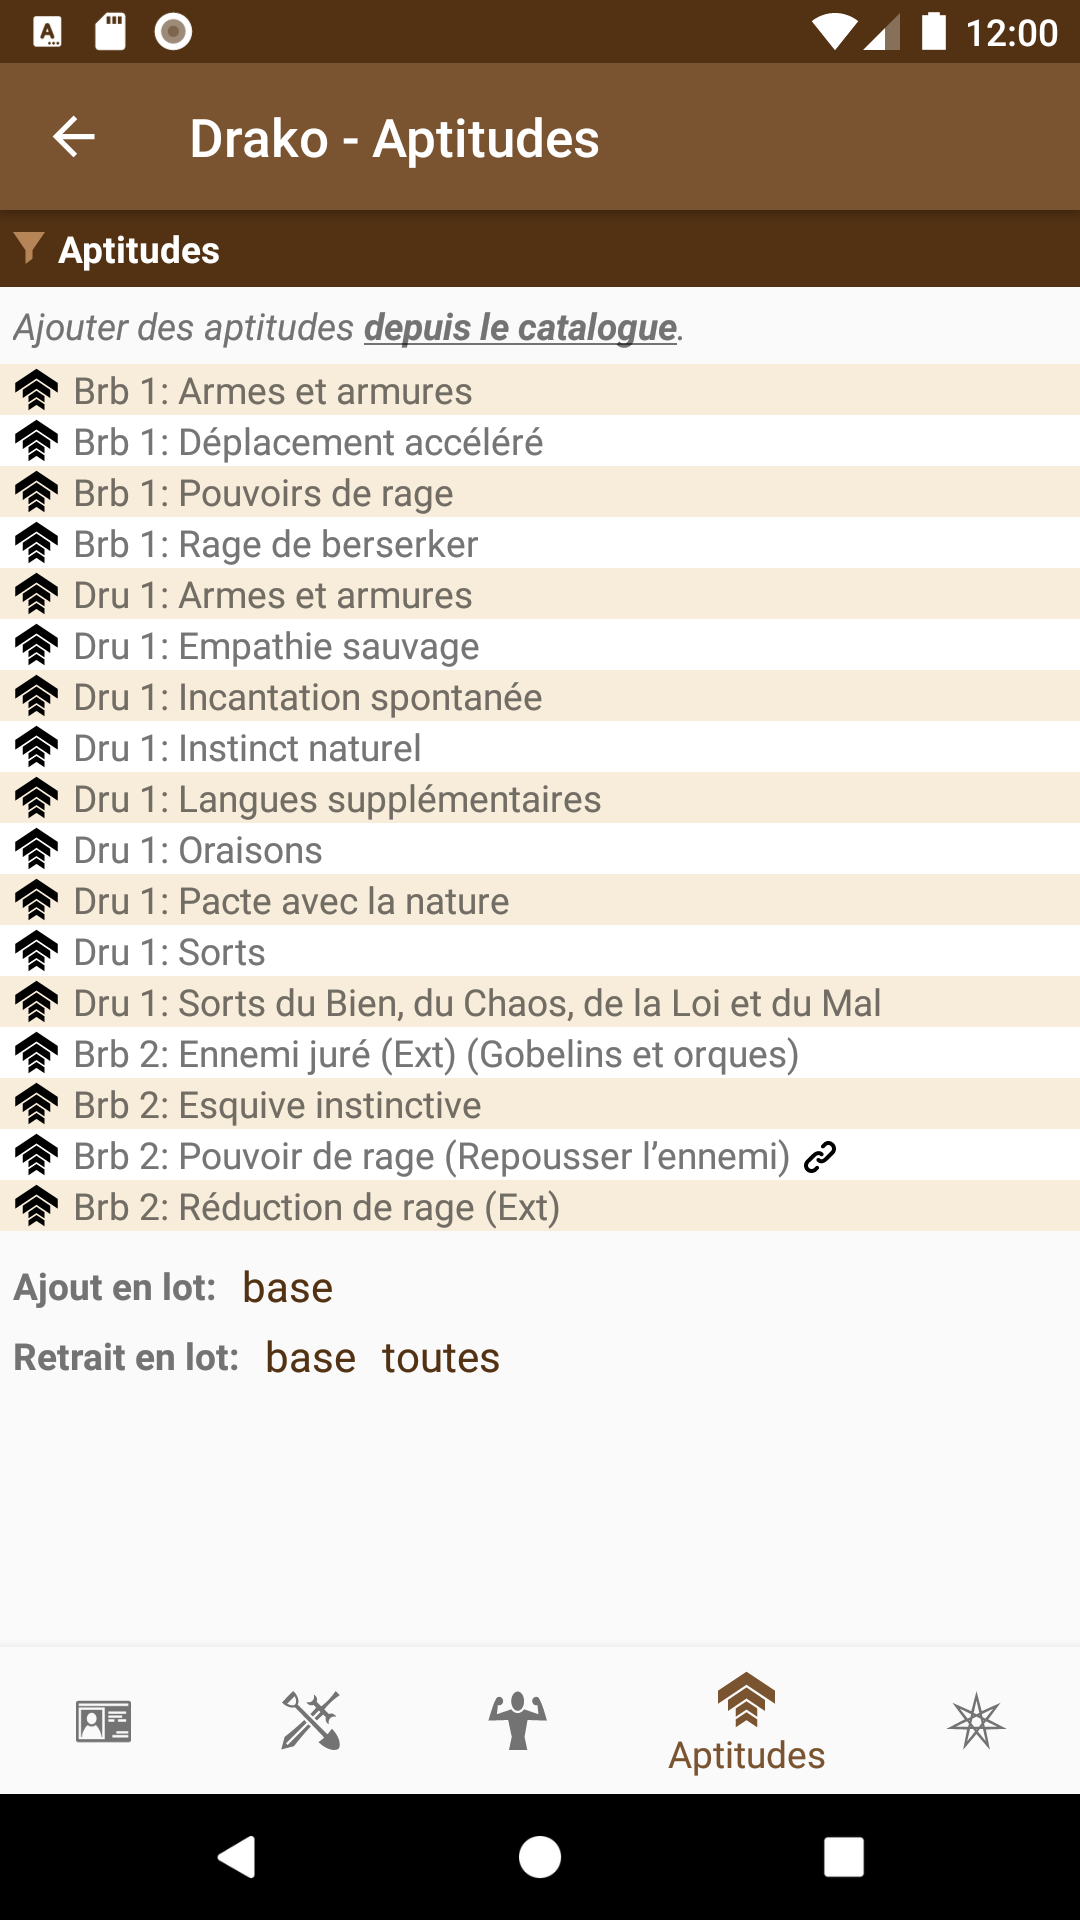 12:00
Drako - Aptitudes
Aptitudes
Ajouter des aptitudes depuis le catalogue.
Brb 1: Armes et armures
Brb 1: Déplacement accéléré
Brb 1: Pouvoirs de rage
Brb 1: Rage de berserker
Dru 1: Armes et armures
Dru 1: Empathie sauvage
Dru 1: Incantation spontanée
Dru 1: Instinct naturel
Dru 1: Langues supplémentaires
Dru 1: Oraisons
Dru 1: Pacte avec la nature
Dru 1: Sorts
Dru 1: Sorts du Bien, du Chaos, de la Loi et du Mal
Brb 2: Ennemi juré (Ext) (Gobelins et orques)
Brb 2: Esquive instinctive
Brb 2: Pouvoir de rage (Repousser l’ennemi)
Brb 2: Réduction de rage (Ext)
Ajout en lot: base
Retrait en lot: base toutes
Aptitudes